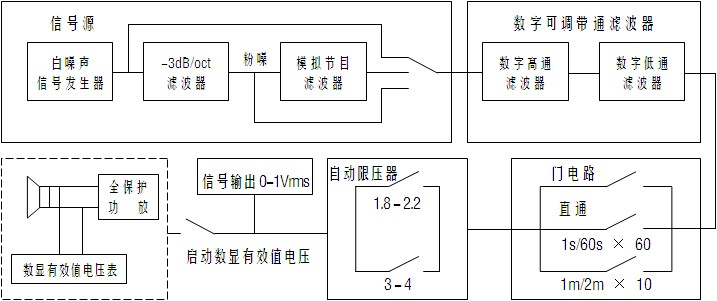 信号源
数字可调带通滤波器
白噪声
信号发生器
-3dB/oct
滤波器
粉噪
模拟节目
滤波器
数字高通
滤波器
数字低通
滤波器
全保护
功放
数显有效值电压表
信号输出0-1Vrms
启动数显有效值电压
自动限压器
1.8-2.2
3-4
门电路
直通
1s/60s × 60
1m/2m × 10